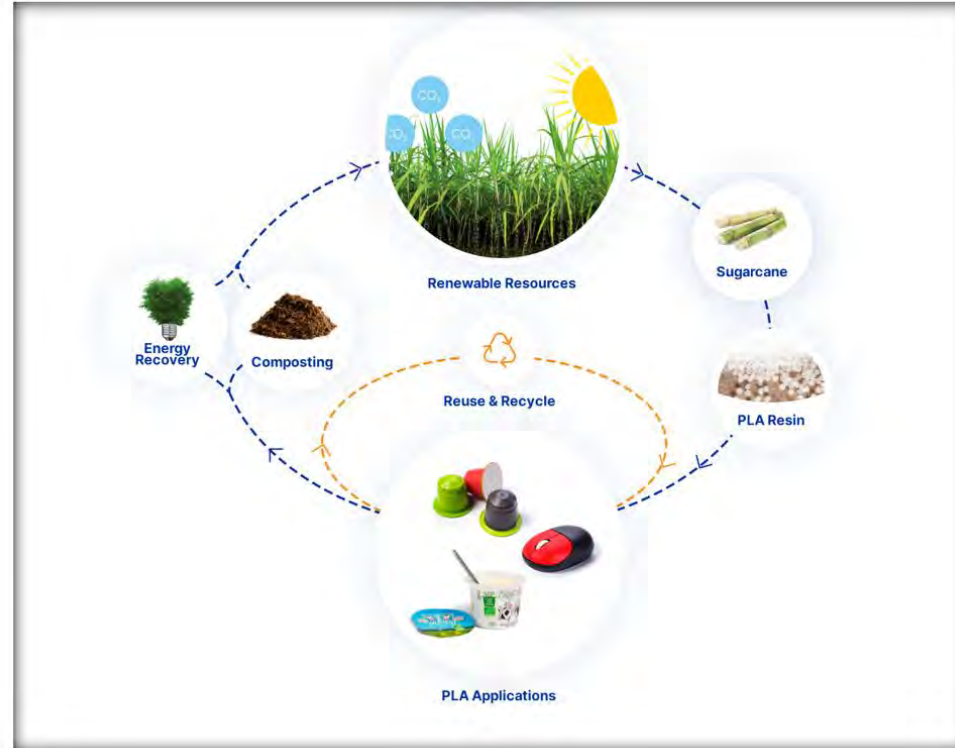 CO₂
CO₂
CO₂
Renewable Resources
Sugarcane
Energy
Recovery
Composting
Reuse & Recycle
PLA Resin
PLA Applications